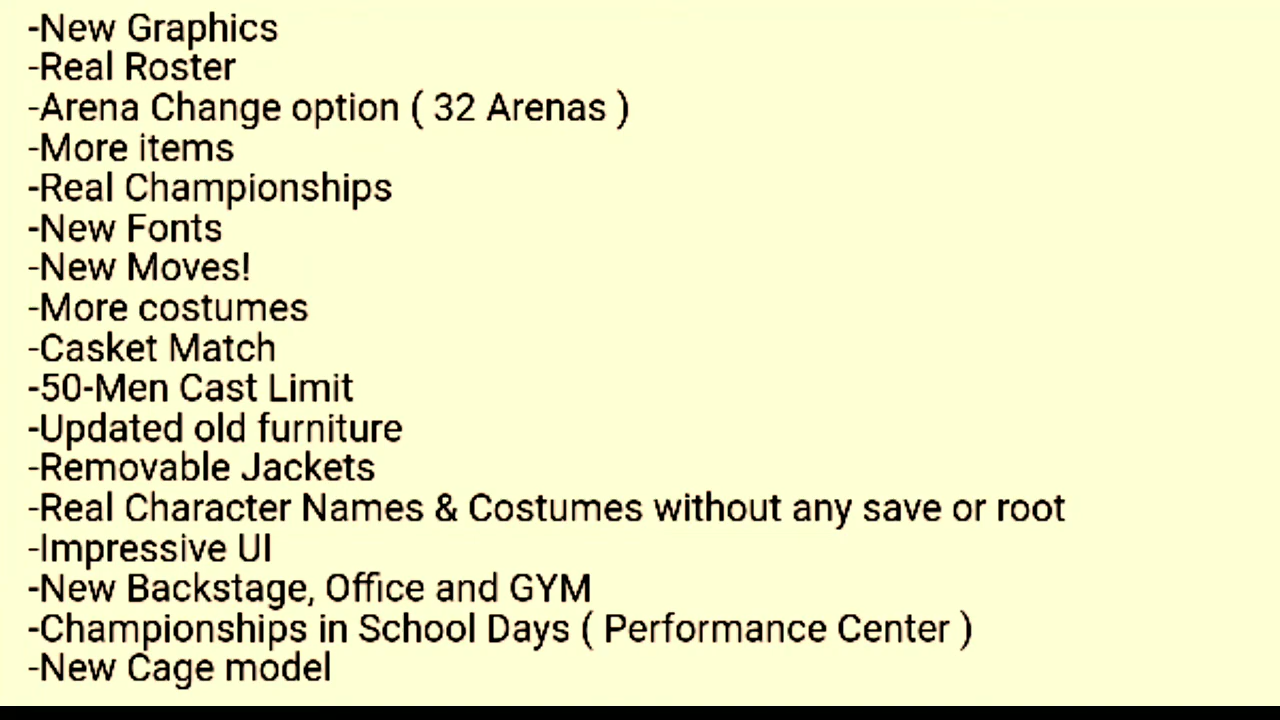 -New Graphics
-Real Roster
-Arena Change option ( 32 Arenas )
-More items
-Real Championships
-New Fonts
-New Moves!
-More costumes
-Casket Match
-50-Men Cast Limit
-Updated old furniture
-Removable Jackets
-Real Character Names & Costumes without any save or root
-Impressive UI
-New Backstage, Office and GYM
-Championships in School Days ( Performance Center )
-New Cage model